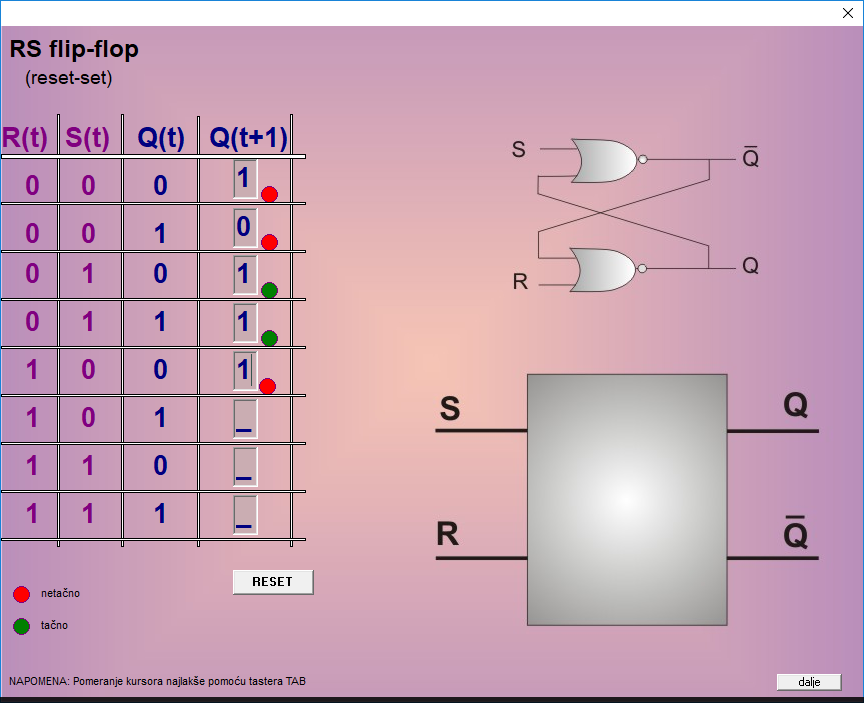 RS flip-flop
(reset-set)
R(t) S(t) Q(t) Q(t+1)
0 0 0 1
0 0 1 0
0 1 0 1
0 1 1 1
1 0 0 1
1 0 1 _
1 1 0 _
1 1 1 _
RESET
netačno
tačno
NAPOMENA: Pomeranje kursora najlakše pomoću tastera TAB
S Q̅
R Q
S Q
R Q̅
dalje